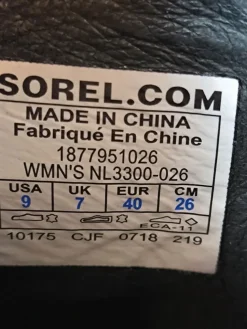 SOREL.COM
MADE IN CHINA
Fabriqué En Chine
1877951026
WMN'S NL3300-026
USA UK EUR CM
9 7 40 26
ECA-11
10175 CJF 0718 219